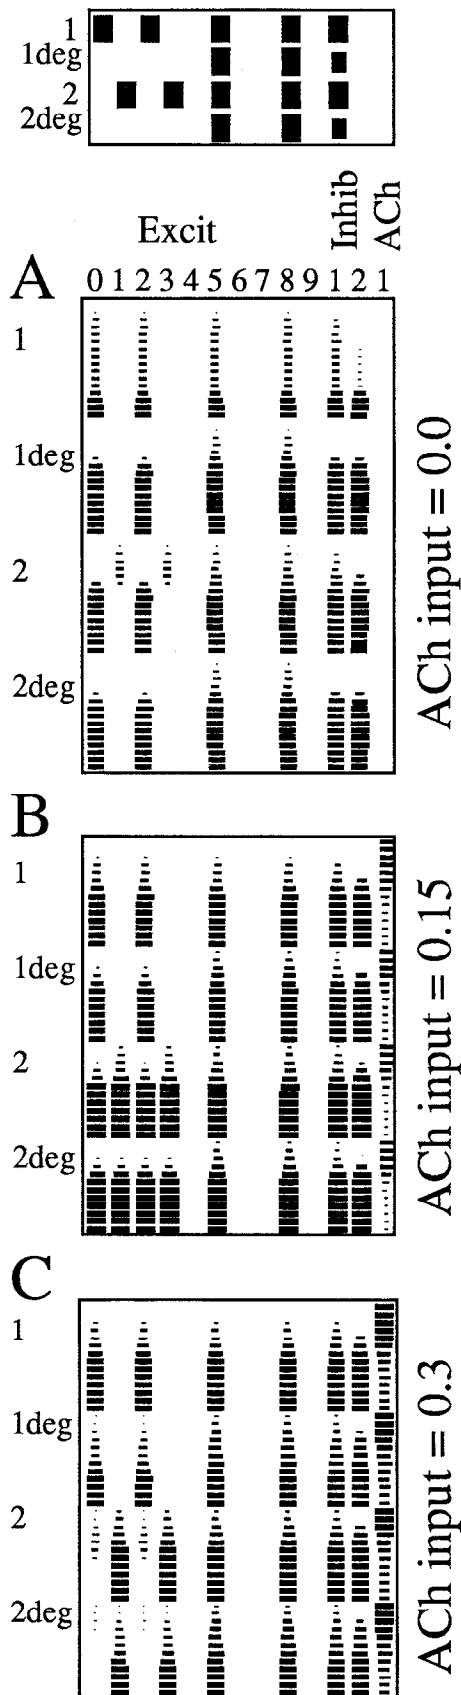 1
1deg
2
2deg
Excit
Inhib
ACh
A
0 1 2 3 4 5 6 7 8 9 1 2 1
1
1deg
2
2deg
ACh input = 0.0
B
1
1deg
2
2deg
ACh input = 0.15
C
1
1deg
2
2deg
ACh input = 0.3